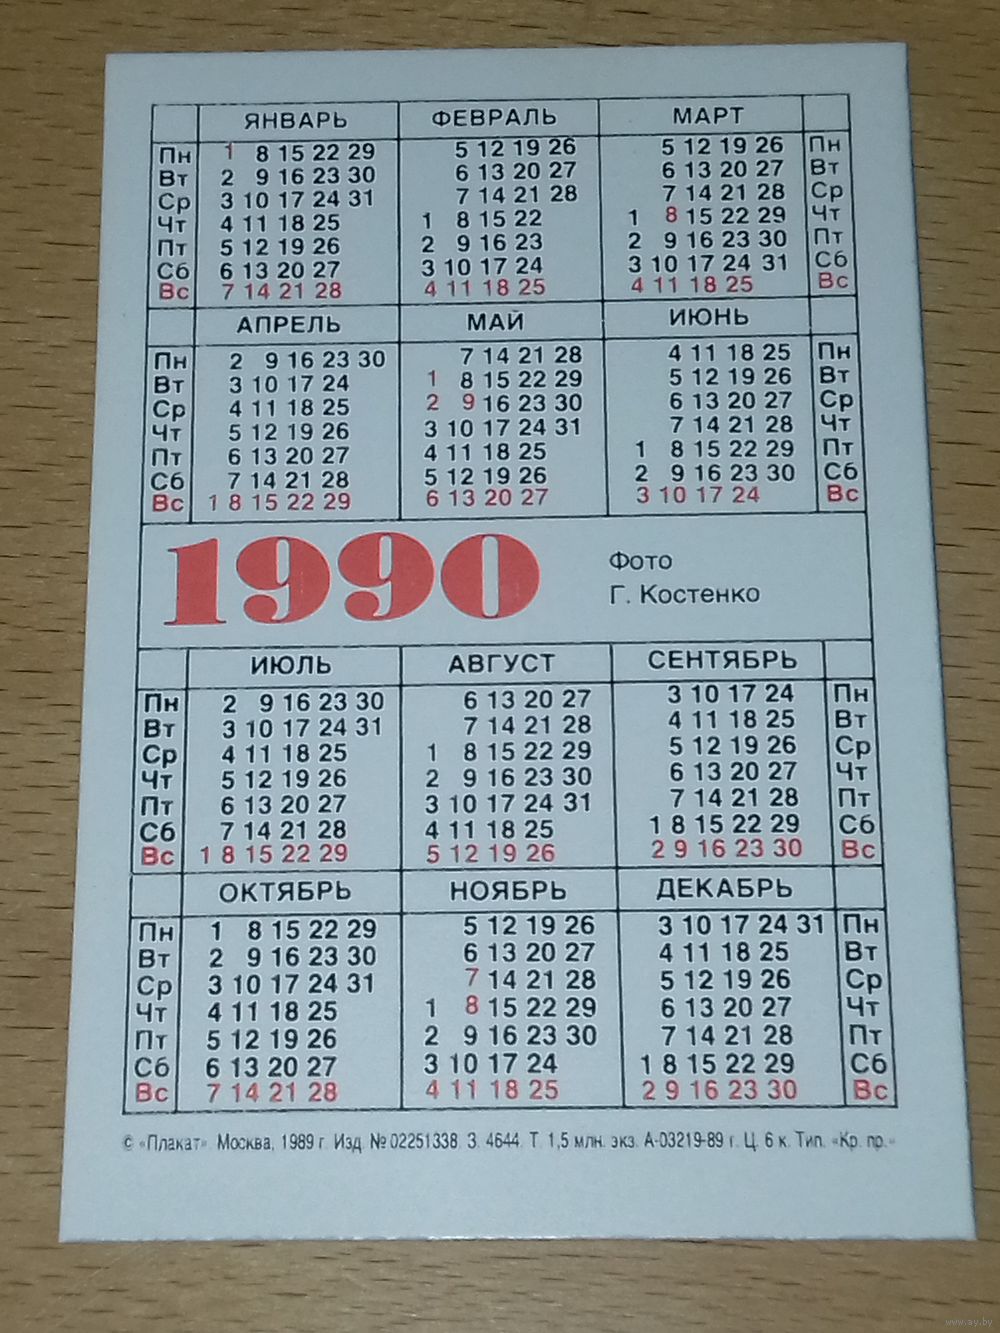 ЯНВАРЬ ФЕВРАЛЬ МАРТ
Пн 1 8 15 22 29 5 12 19 26 5 12 19 26 Пн
Вт 2 9 16 23 30 6 13 20 27 6 13 20 27 Вт
Ср 3 10 17 24 31 7 14 21 28 7 14 21 28 Ср
Чт 4 11 18 25 1 8 15 22 1 8 15 22 29 Чт
Пт 5 12 19 26 2 9 16 23 2 9 16 23 30 Пт
Сб 6 13 20 27 3 10 17 24 3 10 17 24 31 Сб
Вс 7 14 21 28 4 11 18 25 4 11 18 25 Вс
АПРЕЛЬ МАЙ ИЮНЬ
Пн 2 9 16 23 30 7 14 21 28 4 11 18 25 Пн
Вт 3 10 17 24 1 8 15 22 29 5 12 19 26 Вт
Ср 4 11 18 25 2 9 16 23 30 6 13 20 27 Ср
Чт 5 12 19 26 3 10 17 24 31 7 14 21 28 Чт
Пт 6 13 20 27 4 11 18 25 1 8 15 22 29 Пт
Сб 7 14 21 28 5 12 19 26 2 9 16 23 30 Сб
Вс 1 8 15 22 29 6 13 20 27 3 10 17 24 Вс
1990 Фото
Г. Костенко
ИЮЛЬ АВГУСТ СЕНТЯБРЬ
Пн 2 9 16 23 30 6 13 20 27 3 10 17 24 Пн
Вт 3 10 17 24 31 7 14 21 28 4 11 18 25 Вт
Ср 4 11 18 25 1 8 15 22 29 5 12 19 26 Ср
Чт 5 12 19 26 2 9 16 23 30 6 13 20 27 Чт
Пт 6 13 20 27 3 10 17 24 31 7 14 21 28 Пт
Сб 7 14 21 28 4 11 18 25 1 8 15 22 29 Сб
Вс 1 8 15 22 29 5 12 19 26 2 9 16 23 30 Вс
ОКТЯБРЬ НОЯБРЬ ДЕКАБРЬ
Пн 1 8 15 22 29 5 12 19 26 3 10 17 24 31 Пн
Вт 2 9 16 23 30 6 13 20 27 4 11 18 25 Вт
Ср 3 10 17 24 31 7 14 21 28 5 12 19 26 Ср
Чт 4 11 18 25 1 8 15 22 29 6 13 20 27 Чт
Пт 5 12 19 26 2 9 16 23 30 7 14 21 28 Пт
Сб 6 13 20 27 3 10 17 24 1 8 15 22 29 Сб
Вс 7 14 21 28 4 11 18 25 2 9 16 23 30 Вс
© «Плакат» Москва, 1989 г. Изд. № 02251338. З. 4644. Т. 1,5 млн. экз. А-03219-89 г. Ц. 6 к. Тип. «Кр. пр.»
www.ay.by